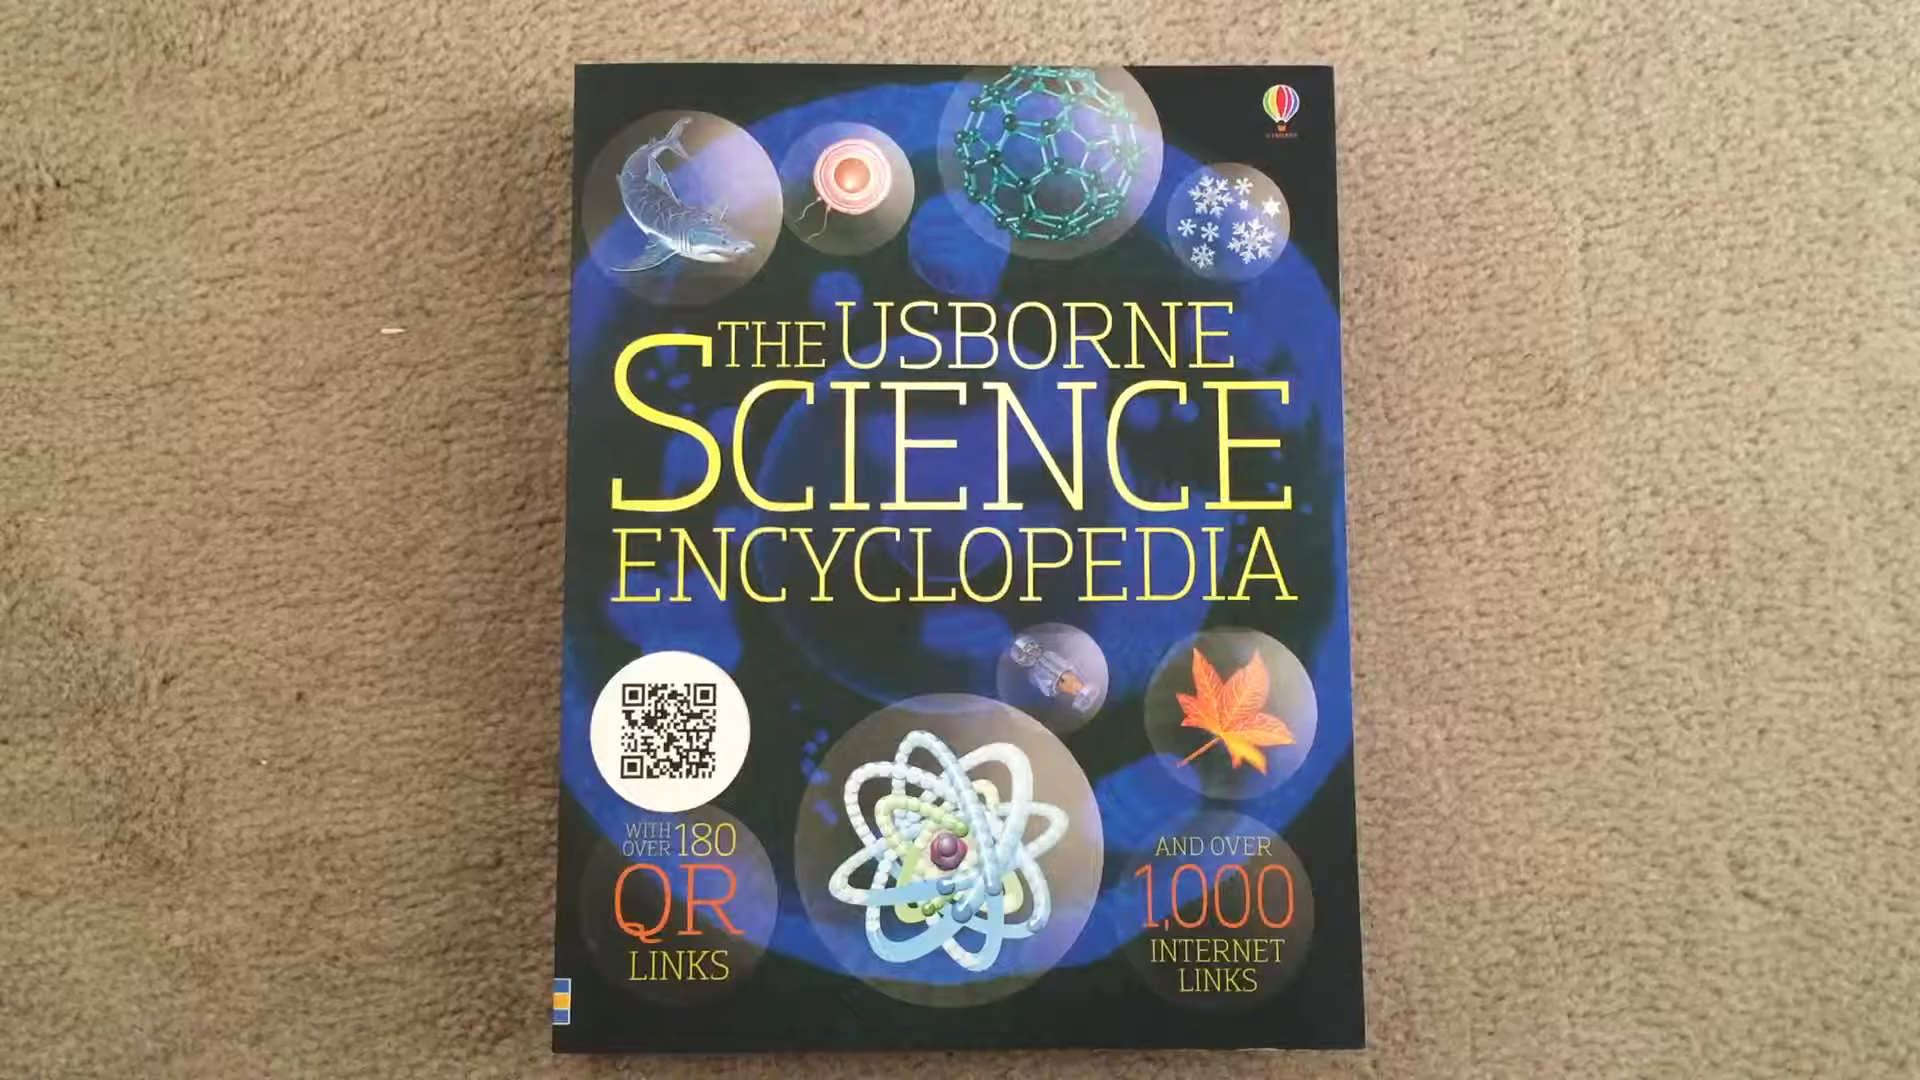 THE USBORNE
SCIENCE
ENCYCLOPEDIA
WITH
OVER 180
QR
LINKS
AND OVER
1,000
INTERNET
LINKS